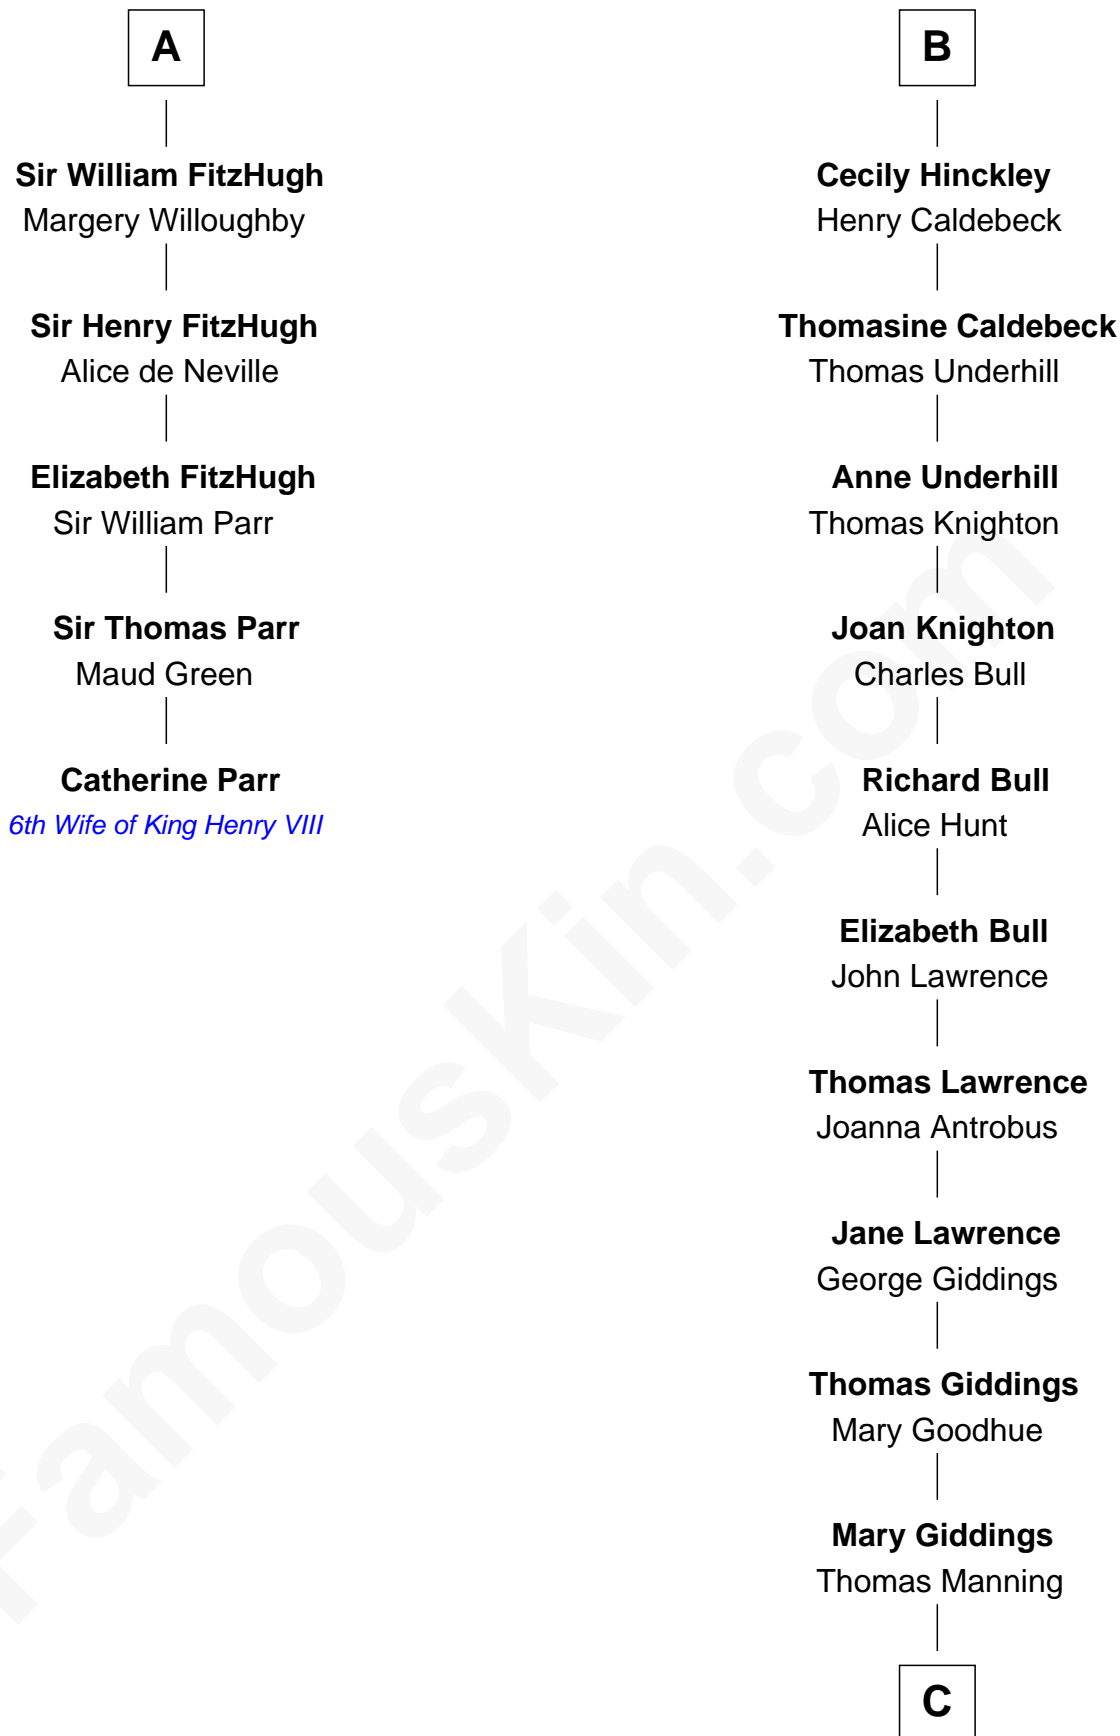 A
Sir William FitzHugh
Margery Willoughby
Sir Henry FitzHugh
Alice de Neville
Elizabeth FitzHugh
Sir William Parr
Sir Thomas Parr
Maud Green
Catherine Parr
6th Wife of King Henry VIII
B
Cecily Hinckley
Henry Caldebeck
Thomasine Caldebeck
Thomas Underhill
Anne Underhill
Thomas Knighton
Joan Knighton
Charles Bull
Richard Bull
Alice Hunt
Elizabeth Bull
John Lawrence
Thomas Lawrence
Joanna Antrobus
Jane Lawrence
George Giddings
Thomas Giddings
Mary Goodhue
Mary Giddings
Thomas Manning
C
FamousKin.com